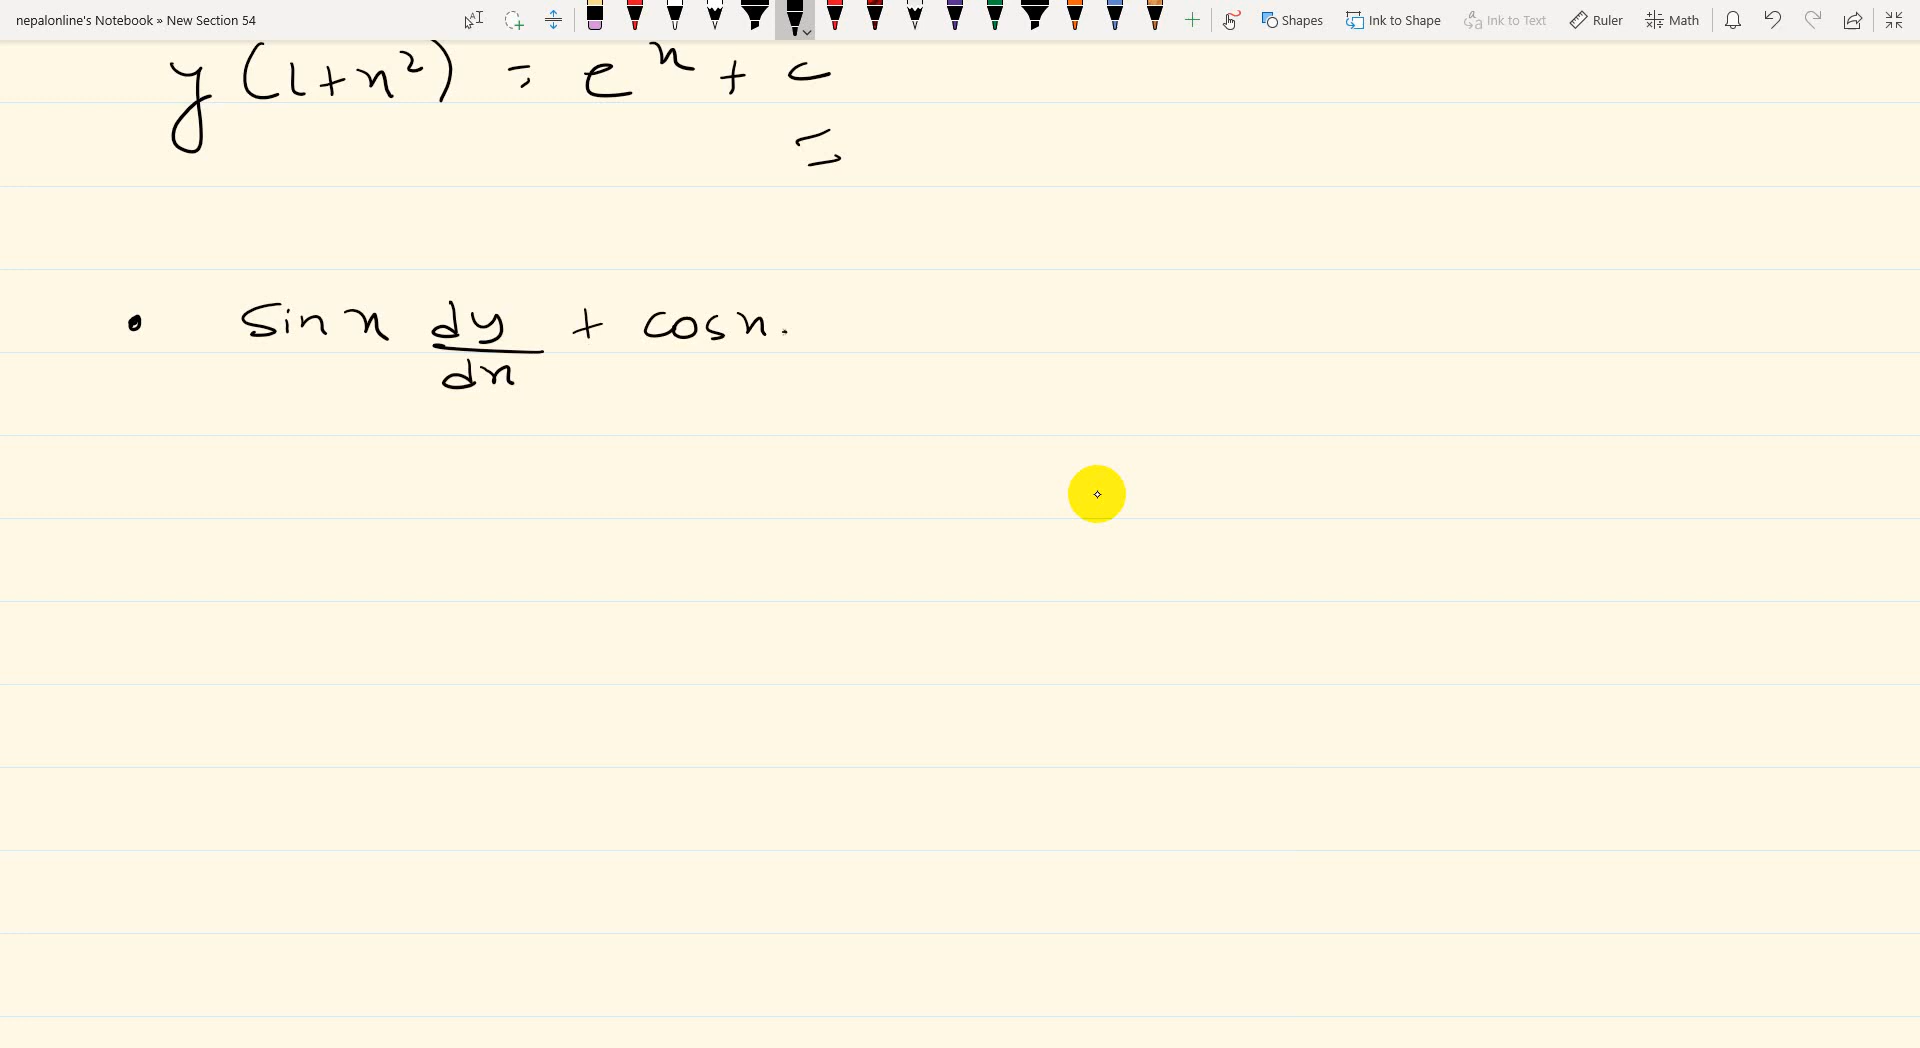 nepalonline's Notebook » New Section 54
Shapes
Ink to Shape
Ink to Text
Ruler
Math
y (1+x²) = eˣ + c
• Sin x dy/dx + cos x.